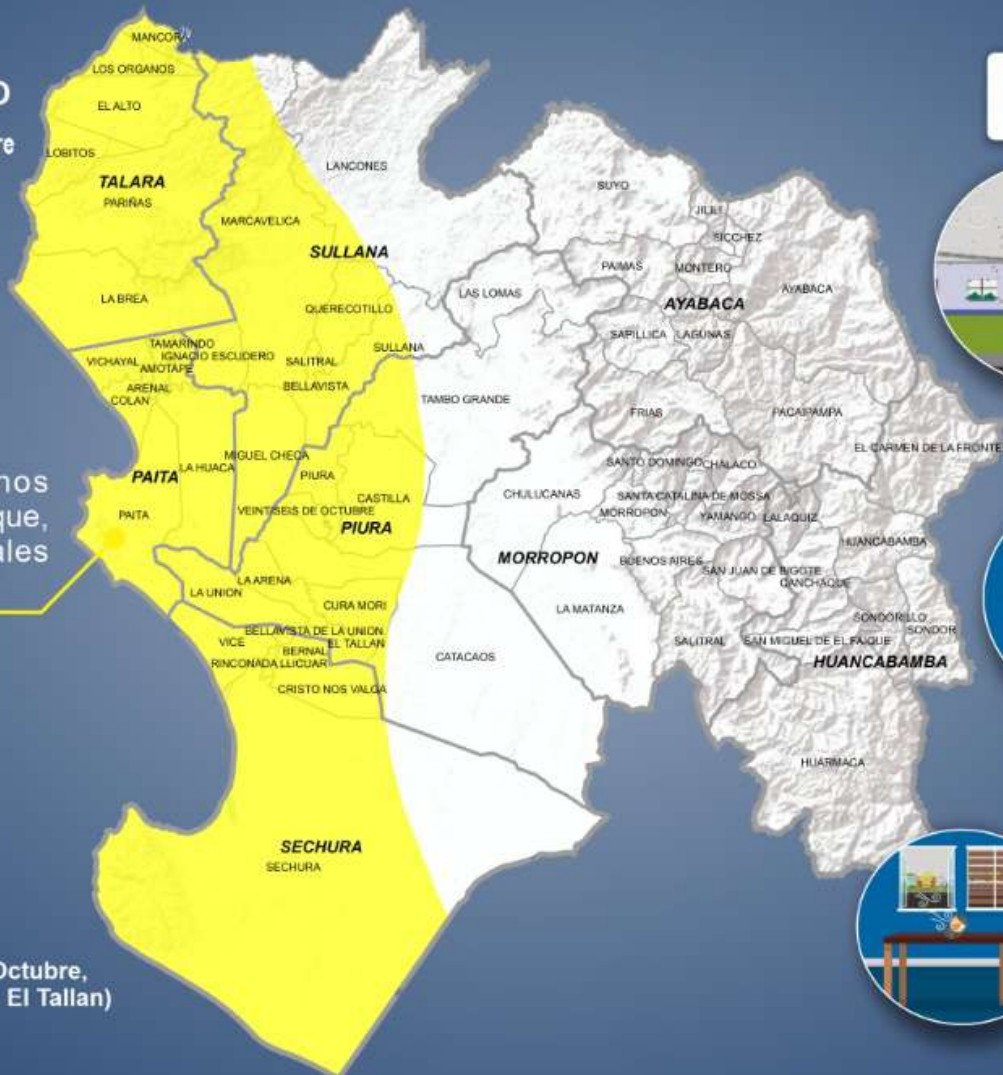 O
re
MANCORA
LOS ORGANOS
EL ALTO
LOBITOS
TALARA
PARIÑAS
LA BREA
LANCONES
MARCAVELICA
SULLANA
QUERECOTILLO
SULLANA
TAMARINDO
IGNACIO ESCUDERO
VICHAYAL
AMOTAPE
SALITRAL
ARENAL
BELLAVISTA
COLAN
LAS LOMAS
TAMBO GRANDE
SUYO
JILILI
SICCHEZ
PAIMAS
MONTERO
AYABACA
AYABACA
SAPILLICA
LAGUNAS
FRIAS
PACAIPAMPA
EL CARMEN DE LA FRONTE
MIGUEL CHECA
LA HUACA
PAITA
PIURA
nos
que,
ales
PAITA
CASTILLA
VEINTISEIS DE OCTUBRE
PIURA
SANTO DOMINGO
CHALACO
CHULUCANAS
SANTA CATALINA DE MOSSA
MORROPON
YAMANGO
LALAQUIZ
HUANCABAMBA
MORROPON
BUENOS AIRES
SAN JUAN DE BIGOTE
CANCHAQUE
LA MATANZA
SONDORILLO
SONDOR
SALITRAL
SAN MIGUEL DE EL FAIQUE
HUANCABAMBA
HUARMACA
LA ARENA
LA UNION
CURA MORI
BELLAVISTA DE LA UNION
VICE
EL TALLAN
BERNAL
RINCONADA LLICUAR
CATACAOS
CRISTO NOS VALGA
SECHURA
SECHURA
Octubre,
El Tallan)